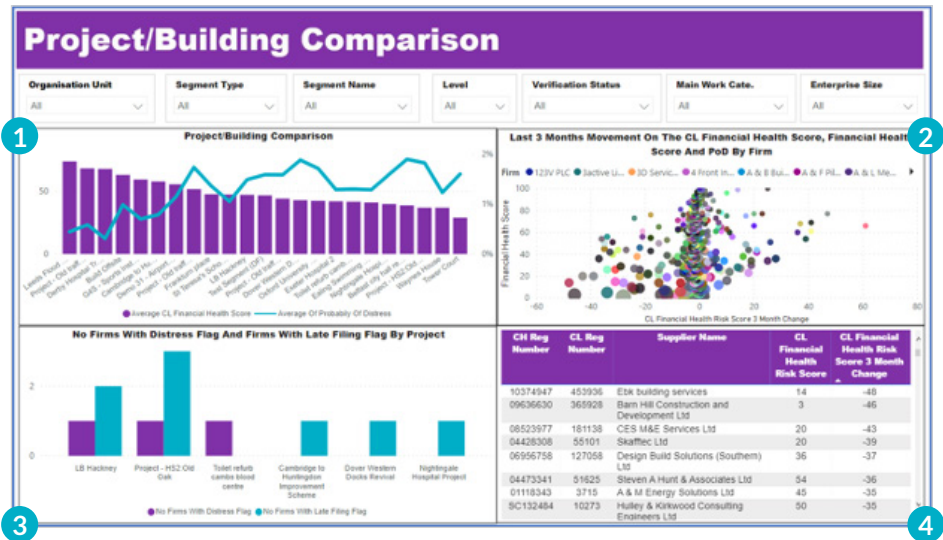 Project/Building Comparison
Organisation Unit
All
Segment Type
All
Segment Name
All
Level
All
Verification Status
All
Main Work Cate.
All
Enterprise Size
All
1
Project/Building Comparison
50
0
2%
1%
0%
Leeds Flood ...
Project - Old traff...
Derby Hospital Tr...
Build Offsite
GAS - Sports Inst...
Cambridge to Hu...
Demo 31 - Airport...
Project - Old traff...
Frankturn place
St Teresa's Scho...
LB Hackney
Test Segment (DF)
Project - Old traff...
Dover Western D...
Oxford University ...
Exeter Hospital 2
Toilet refurb camb...
Ealing Swimming ...
Nightingale Hospi...
Belfast city hall re...
Project - HS2 Old...
Waynes House
Tower Court
Average CL Financial Health Score
Average Of Probabily Of Distress
2
Last 3 Months Movement On The CL Financial Health Score, Financial Health
Score And PoD By Firm
Firm 123V PLC 3active Li... 3D Servic... 4 Front In... A & B Bui... A & F Pil... A & L Me...
Financial Health Score
100
80
60
40
20
0
-60 -40 -20 0 20 40 60 80
CL Financial Health Risk Score 3 Month Change
No Firms With Distress Flag And Firms With Late Filing Flag By Project
2
0
LB Hackney
Project - HS2 Old
Oak
Toilet refurb
cambs blood
centre
Cambridge to
Huntingdon
Improvement
Scheme
Dover Western
Docks Revival
Nightingale
Hospital Project
No Firms With Distress Flag No Firms With Late Filing Flag
3
CH Reg
Number
CL Reg
Number
Supplier Name
CL
Financial
Health
Risk Score
CL Financial
Health Risk
Score 3 Month
Change
10374947 453936 Ebk building services 14 -48
09636630 365928 Barn Hill Construction and 3 -46
Development Ltd
08523977 181138 CES M&E Services Ltd 20 -43
04428308 55101 Skafftec Ltd 20 -39
06956758 127058 Design Build Solutions (Southern) 36 -37
Ltd
04473341 51625 Steven A Hunt & Associates Ltd 54 -36
01118343 3715 A & M Energy Solutions Ltd 45 -35
SC132484 10273 Hulley & Kirkwood Consulting 50 -35
Engineers Ltd
4